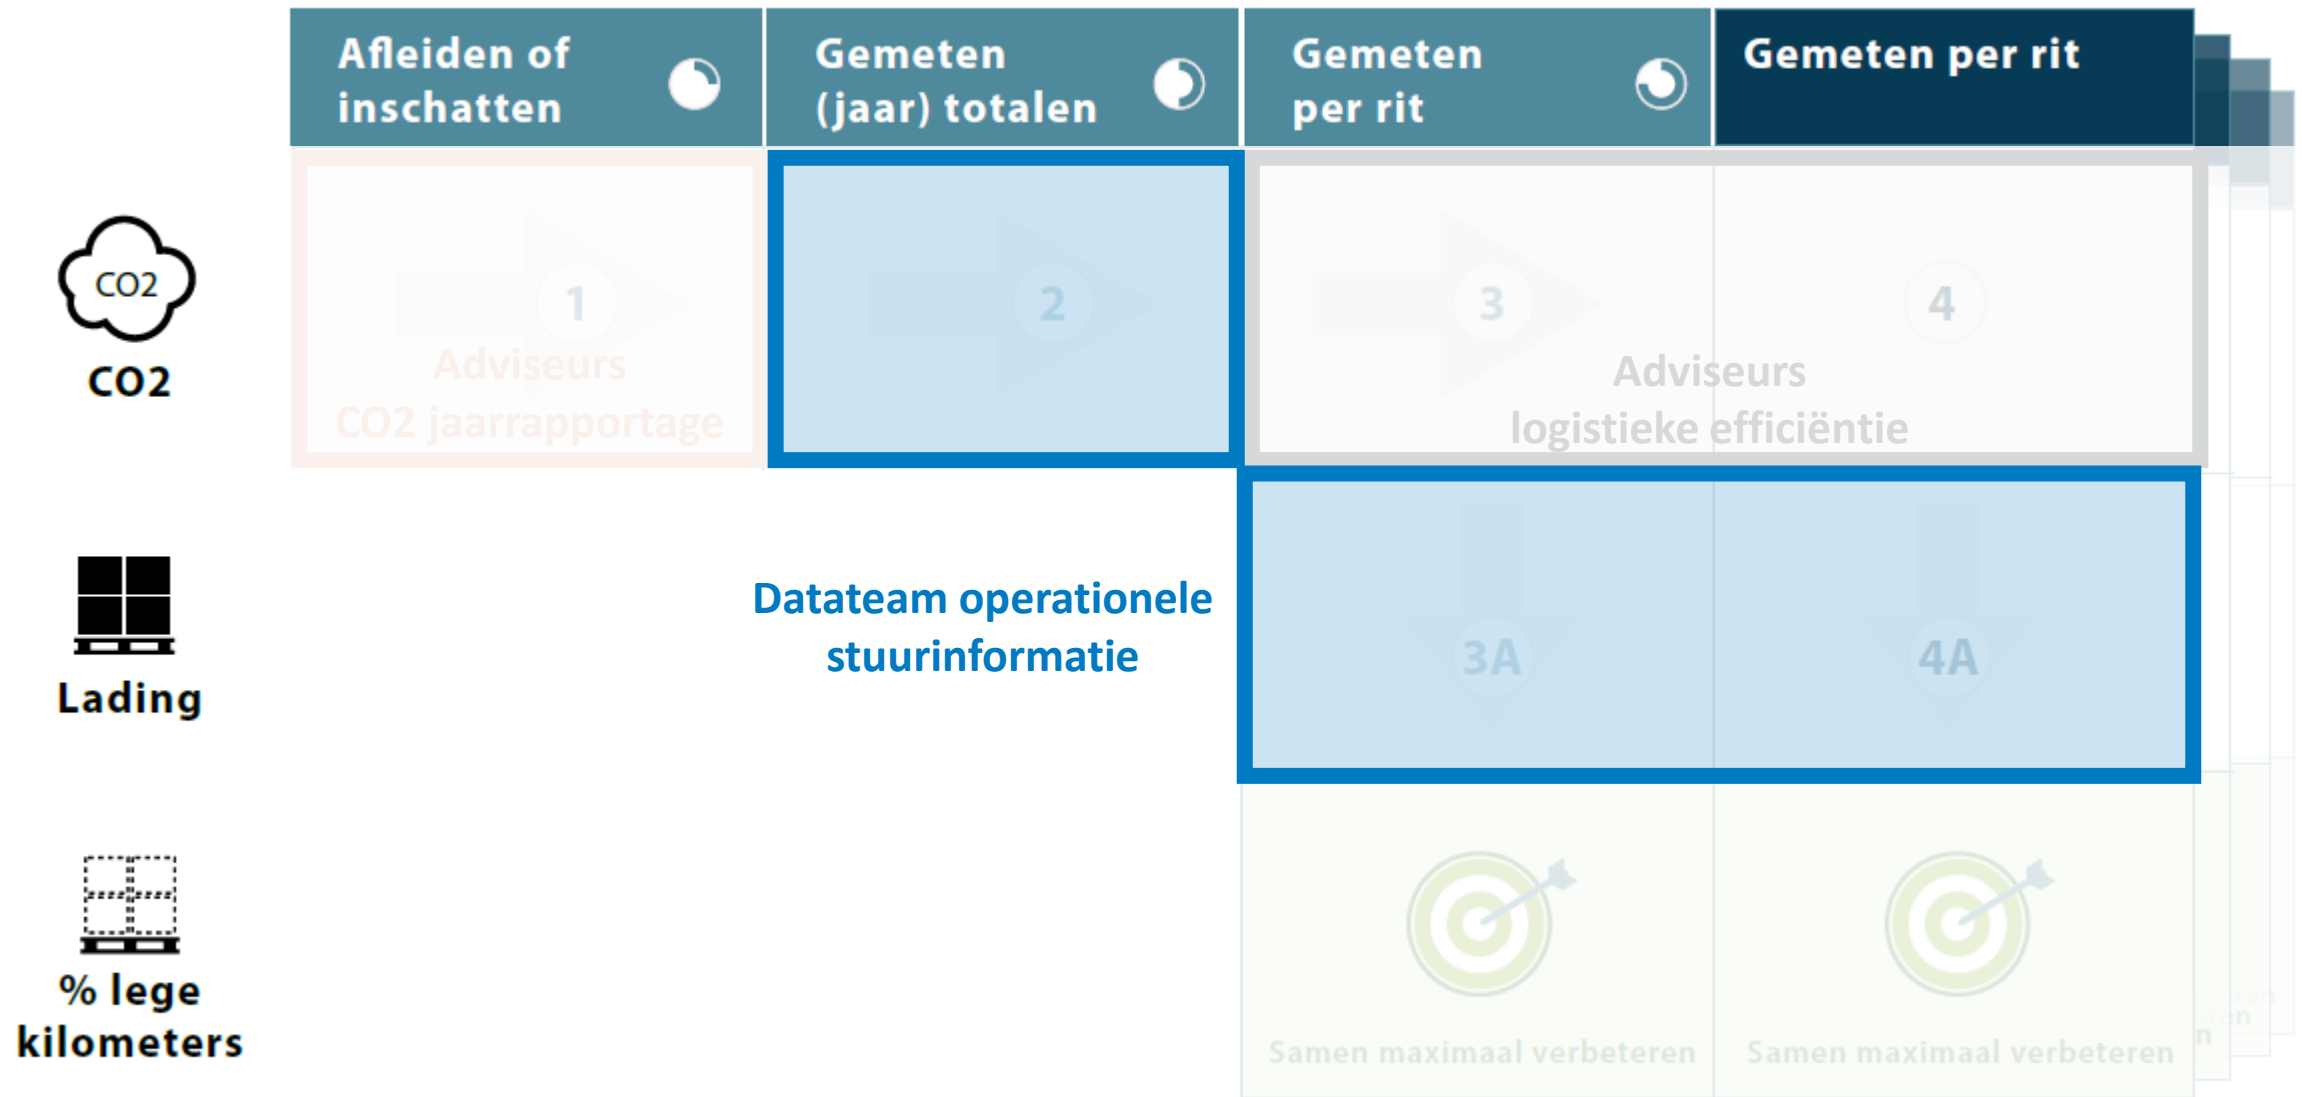 Afleiden of
inschatten
Gemeten
(jaar) totalen
Gemeten
per rit
Gemeten per rit
CO2
CO2
1
Adviseurs
CO2 jaarrapportage
2
3
4
Adviseurs
logistieke efficiëntie
Lading
Datateam operationele
stuurinformatie
3A
4A
% lege
kilometers
Samen maximaal verbeteren
Samen maximaal verbeteren